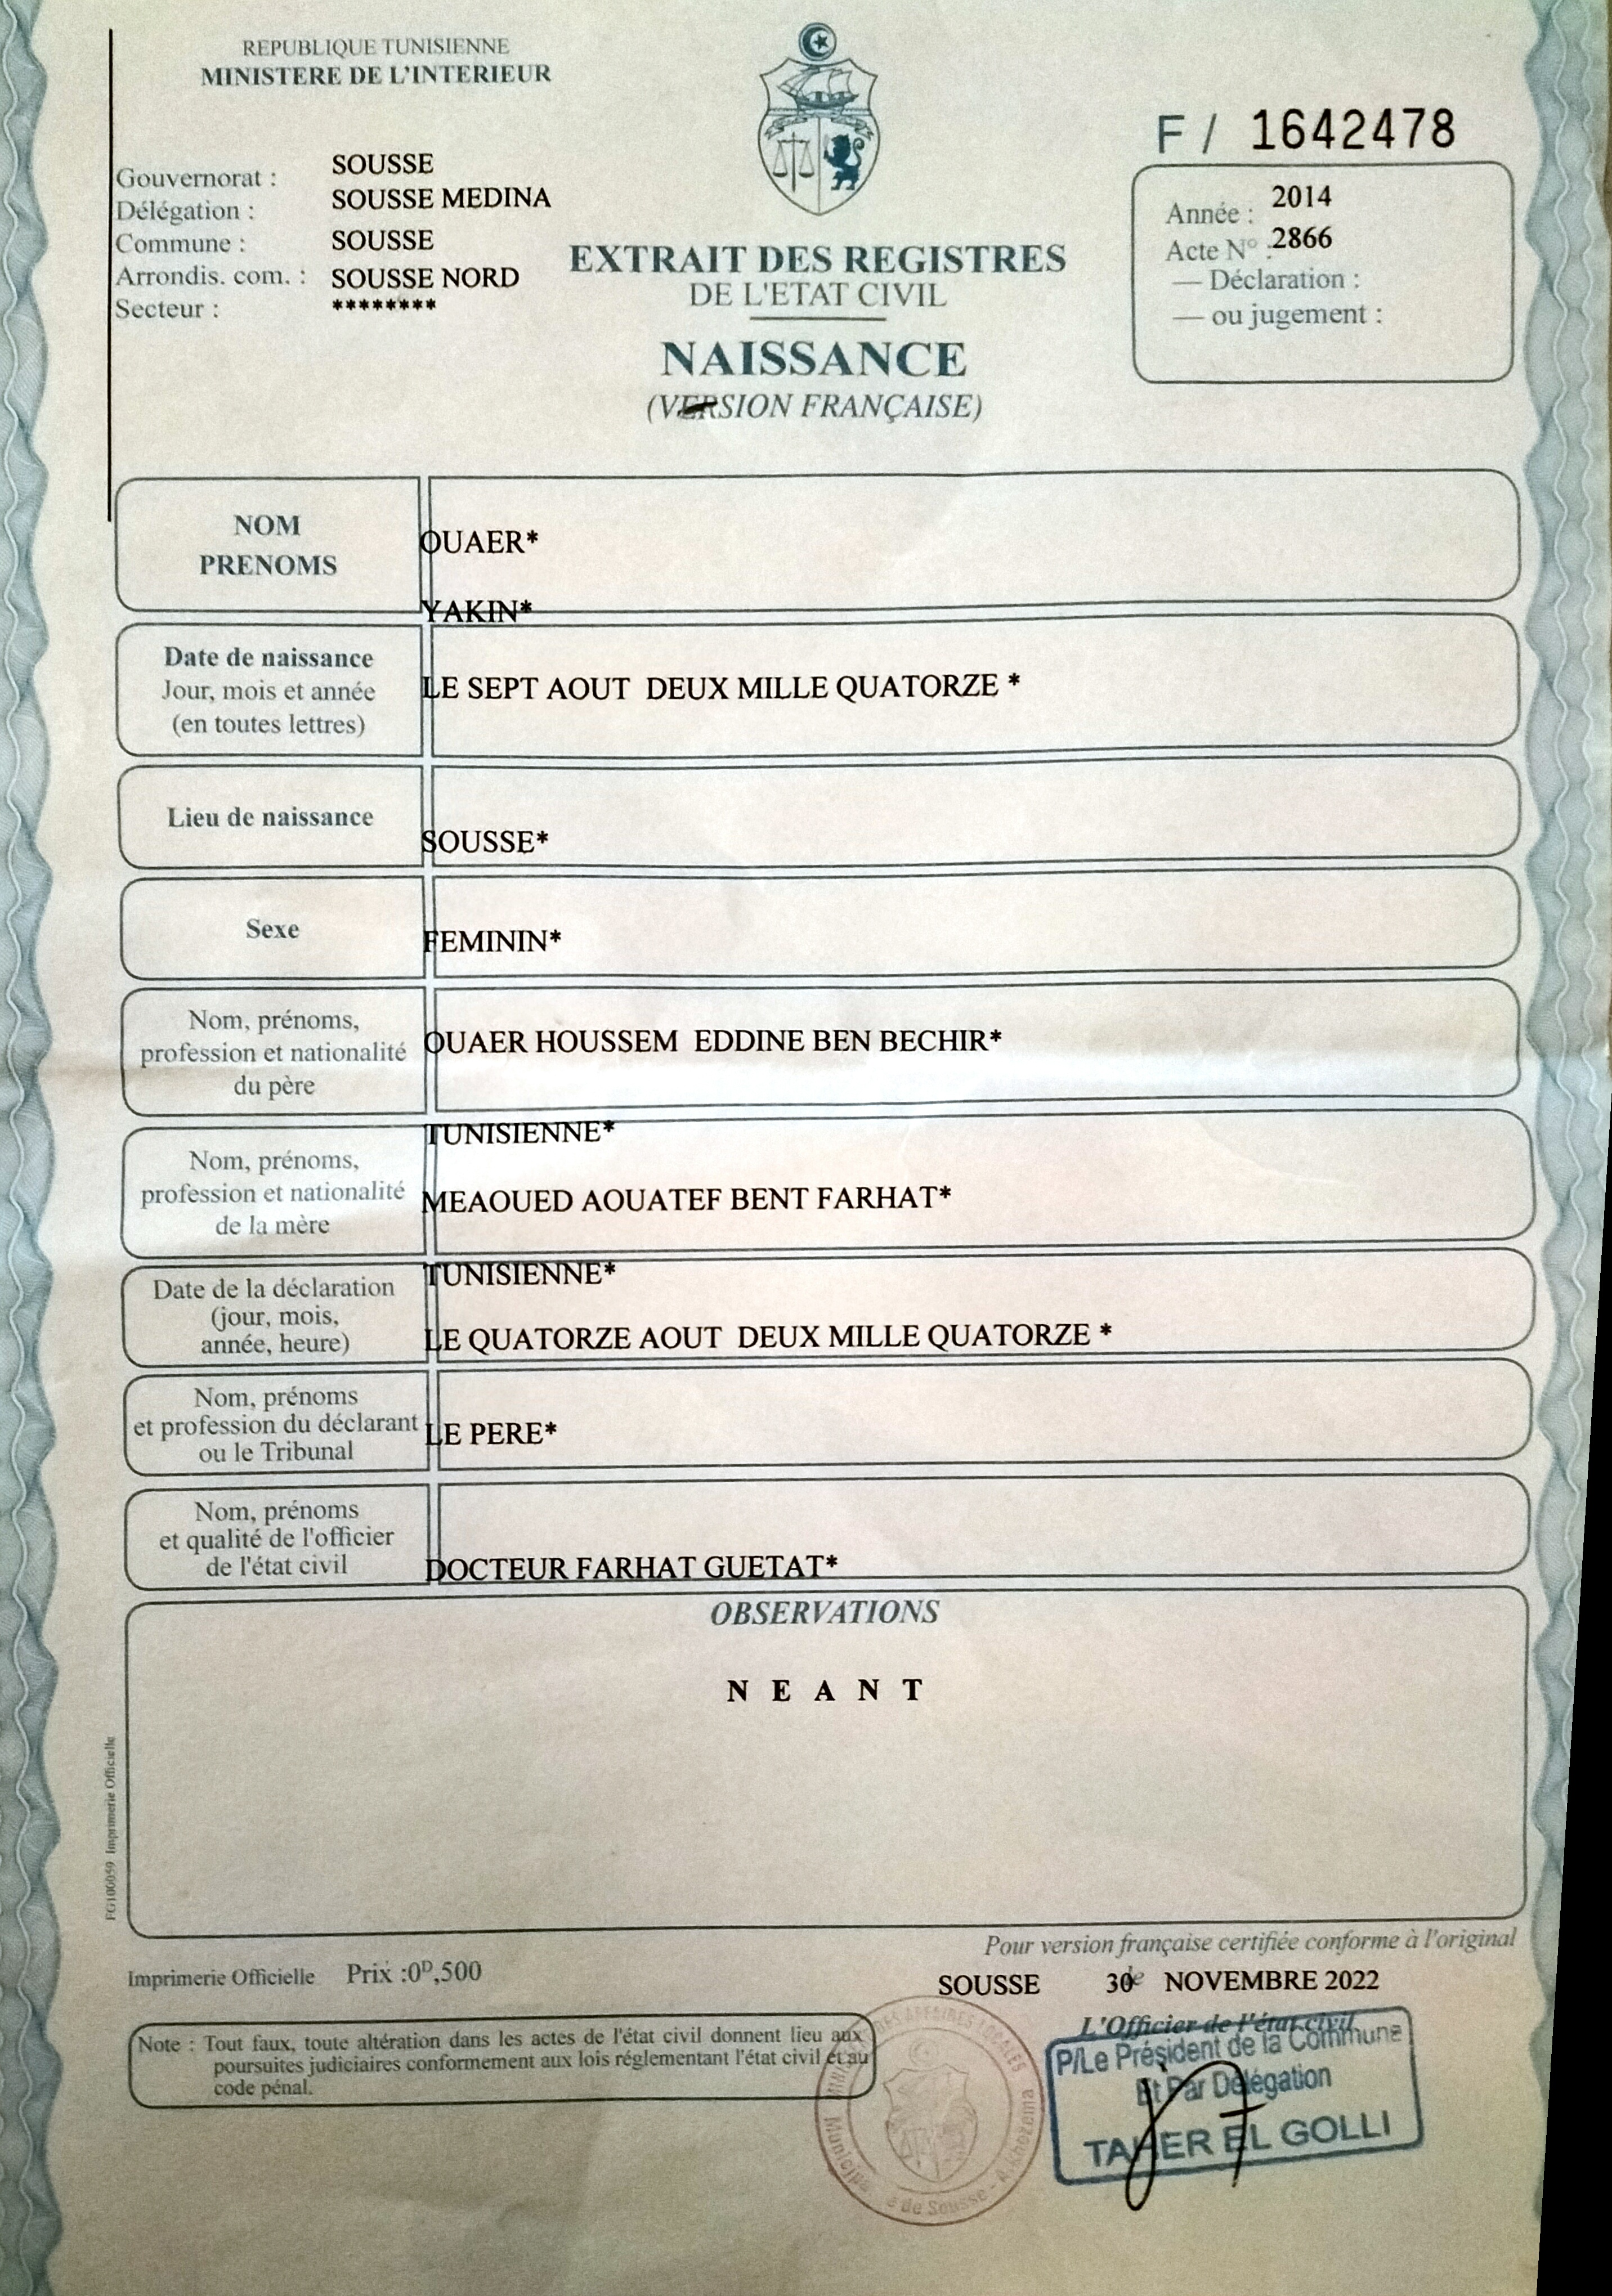 REPUBLIQUE TUNISIENNE
MINISTERE DE L'INTERIEUR
F / 1642478
Gouvernorat : SOUSSE
Délégation : SOUSSE MEDINA
Commune : SOUSSE
Arrondis. com. : SOUSSE NORD
Secteur : ********
Année : 2014
Acte N° : 2866
— Déclaration :
— ou jugement :
EXTRAIT DES REGISTRES
DE L'ETAT CIVIL
NAISSANCE
(VERSION FRANÇAISE)
NOM
PRENOMS
OUAER*
YAKIN*
Date de naissance
Jour, mois et année
(en toutes lettres)
LE SEPT AOUT DEUX MILLE QUATORZE *
Lieu de naissance
SOUSSE*
Sexe
FEMININ*
Nom, prénoms,
profession et nationalité
du père
OUAER HOUSSEM EDDINE BEN BECHIR*
TUNISIENNE*
Nom, prénoms,
profession et nationalité
de la mère
MEAOUED AOUATEF BENT FARHAT*
TUNISIENNE*
Date de la déclaration
(jour, mois,
année, heure)
LE QUATORZE AOUT DEUX MILLE QUATORZE *
Nom, prénoms
et profession du déclarant
ou le Tribunal
LE PERE*
Nom, prénoms
et qualité de l'officier
de l'état civil
DOCTEUR FARHAT GUETAT*
OBSERVATIONS
N E A N T
FG100059 Imprimerie Officielle
Pour version française certifiée conforme à l'original
Imprimerie Officielle Prix :0D,500
SOUSSE le 30 NOVEMBRE 2022
L'Officier de l'état civil
Note : Tout faux, toute altération dans les actes de l'état civil donnent lieu aux
poursuites judiciaires conformement aux lois réglementant l'état civil et au
code pénal.
P/Le Président de la Commune
Et Par Délégation
TAHER EL GOLLI
DES AFFAIRES LOCALES
de Sousse